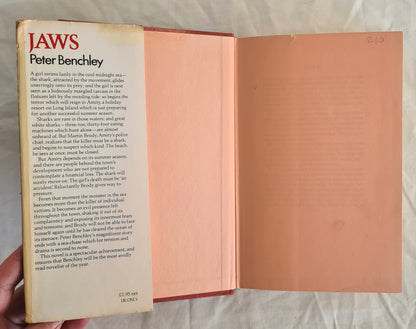 JAWS
Peter Benchley
A girl swims lazily in the cool midnight sea—
the shark, attracted by the movement, glides
unerringly onto its prey; and the girl is next
seen as a hideously mangled carcase in the
flotsam left by the receding tide: so begins the
terror which will reign in Amity, a holiday
resort on Long Island which is just preparing
for another successful summer season.
Sharks are rare in those waters, and great
white sharks—three-ton, thirty-foot eating
machines which hunt alone— are almost
unheard of. But Martin Brody, Amity's police
chief, realizes that the killer must be a shark,
and begins to suspect which kind. The beach,
he sees at once, must be closed.
But Amity depends on its summer season,
and there are people behind the town's
development who are not prepared to
contemplate a financial loss. The shark will
surely move on. The girl's death must be 'an
accident'. Reluctantly Brody gives way to
pressure.
From that moment the monster in the sea
becomes more than the killer of individual
victims. It becomes an evil presence felt
throughout the town, shaking it out of its
complacency and exposing its innermost fears
and tensions; and Brody will not be able to face
himself again until he has cleared the ocean of
its menace. Peter Benchley's magnificent story
ends with a sea-chase which for tension and
drama is second to none.
This novel is a spectacular achievement, and
ensures that Benchley will be the most avidly
read novelist of the year.
£1.95 net
UK ONLY